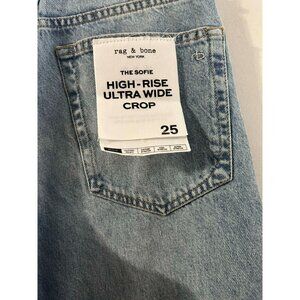 rag & bone
NEW YORK
THE SOFIE
HIGH-RISE
ULTRA WIDE
CROP
25